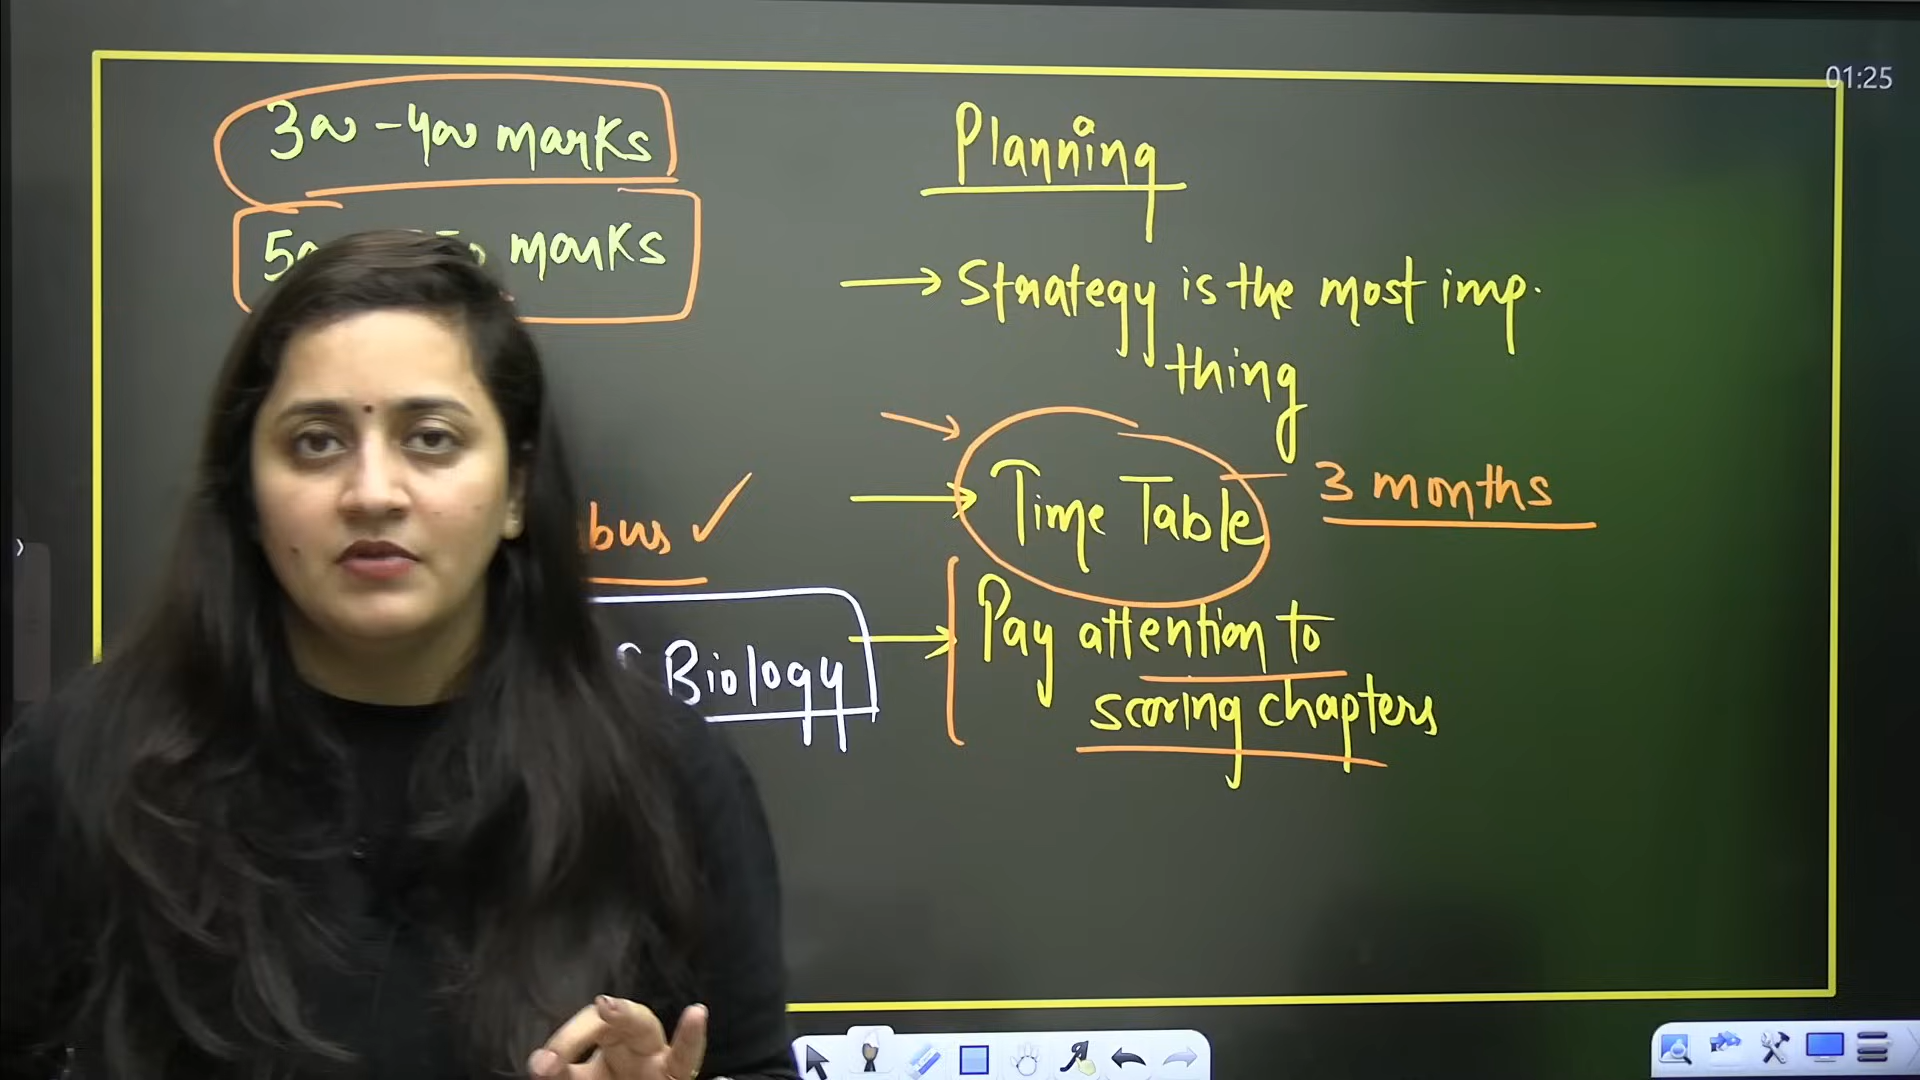 300 - 400 marks
marks
✓
Biology
Planning
→ Strategy is the most imp.
thing
→ Time Table - 3 months
→ Pay attention to
scoring chapters
01:25